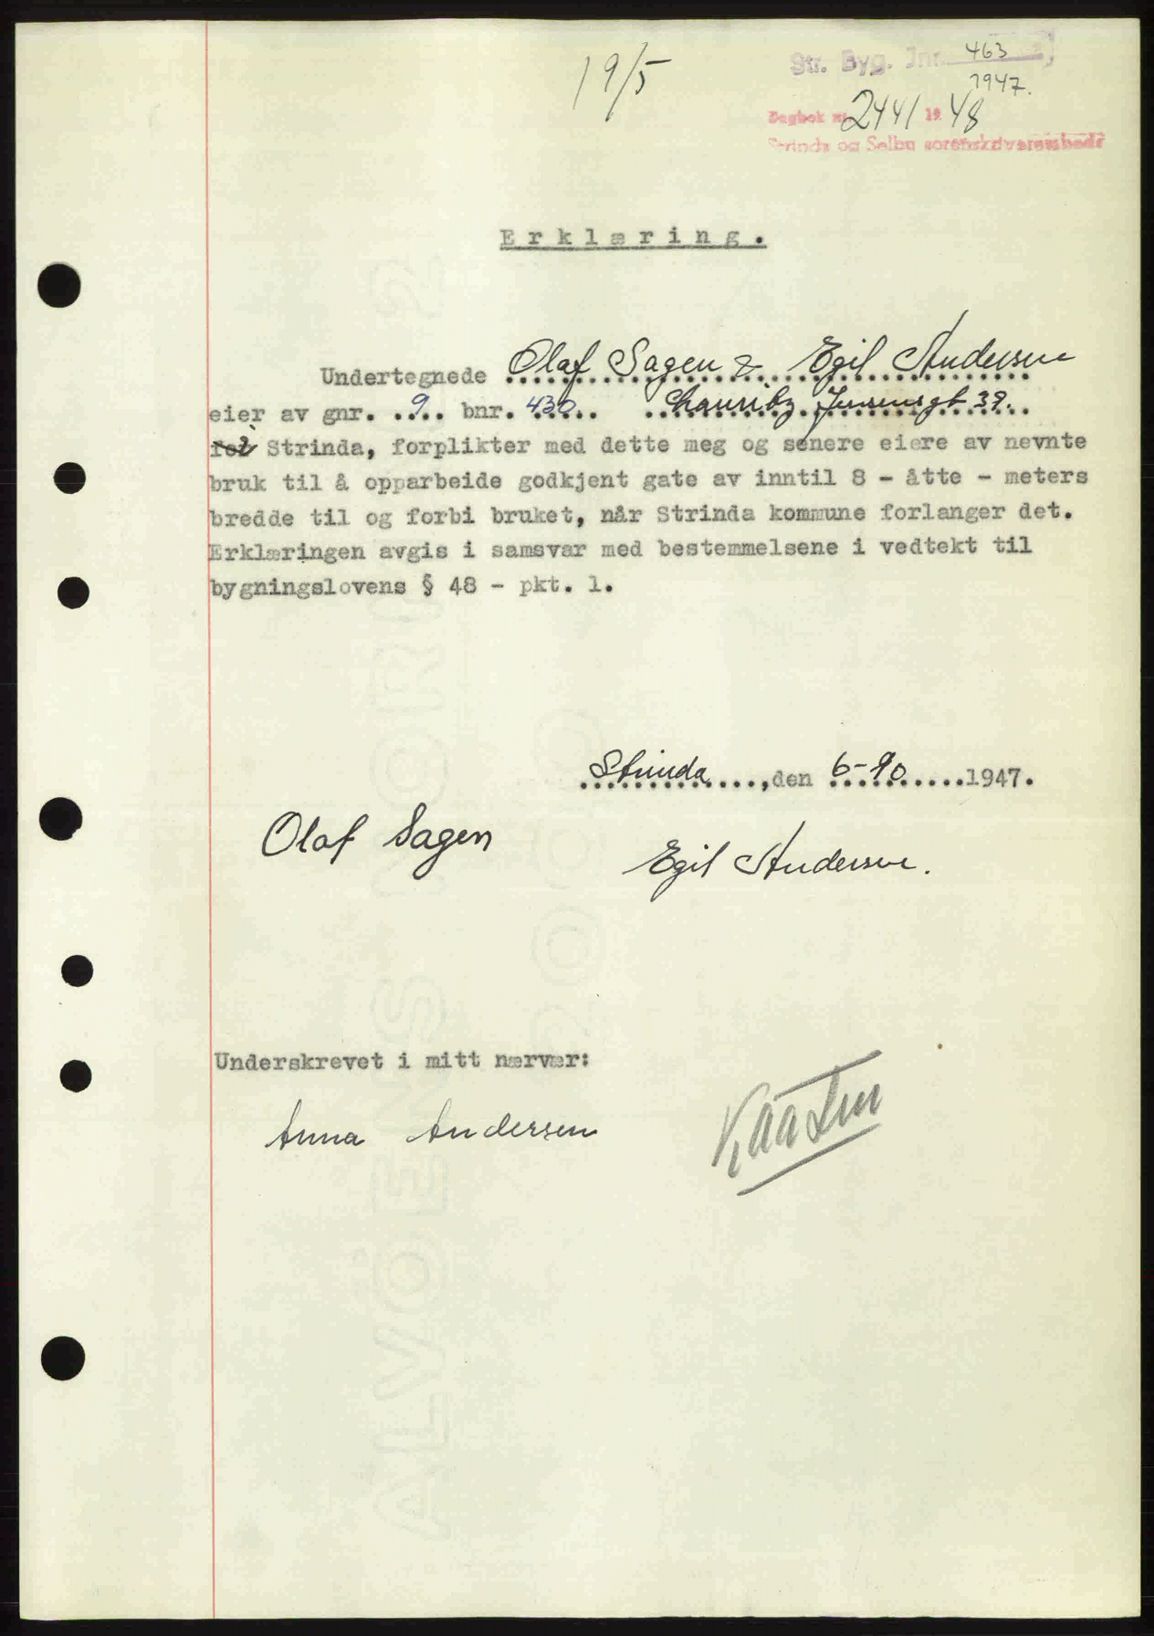 19/5
Str. Byg. Jnr. 463
1947.
Dagbok nr. 2441 19 48
Strinda og Selbu sorenskriverembede
Erklæring.
Undertegnede Olaf Sagen & Egil Andersen
eier av gnr. 9 bnr. 430 Lauritz Jensensgt 39.
i Strinda, forplikter med dette meg og senere eiere av nevnte
bruk til å opparbeide godkjent gate av inntil 8 - åtte - meters
bredde til og forbi bruket, når Strinda kommune forlanger det.
Erklæringen avgis i samsvar med bestemmelsene i vedtekt til
bygningslovens § 48 - pkt. 1.
Strinda, den 6-10 1947.
Olaf Sagen
Egil Andersen.
Underskrevet i mitt nærvær:
Anna Andersen